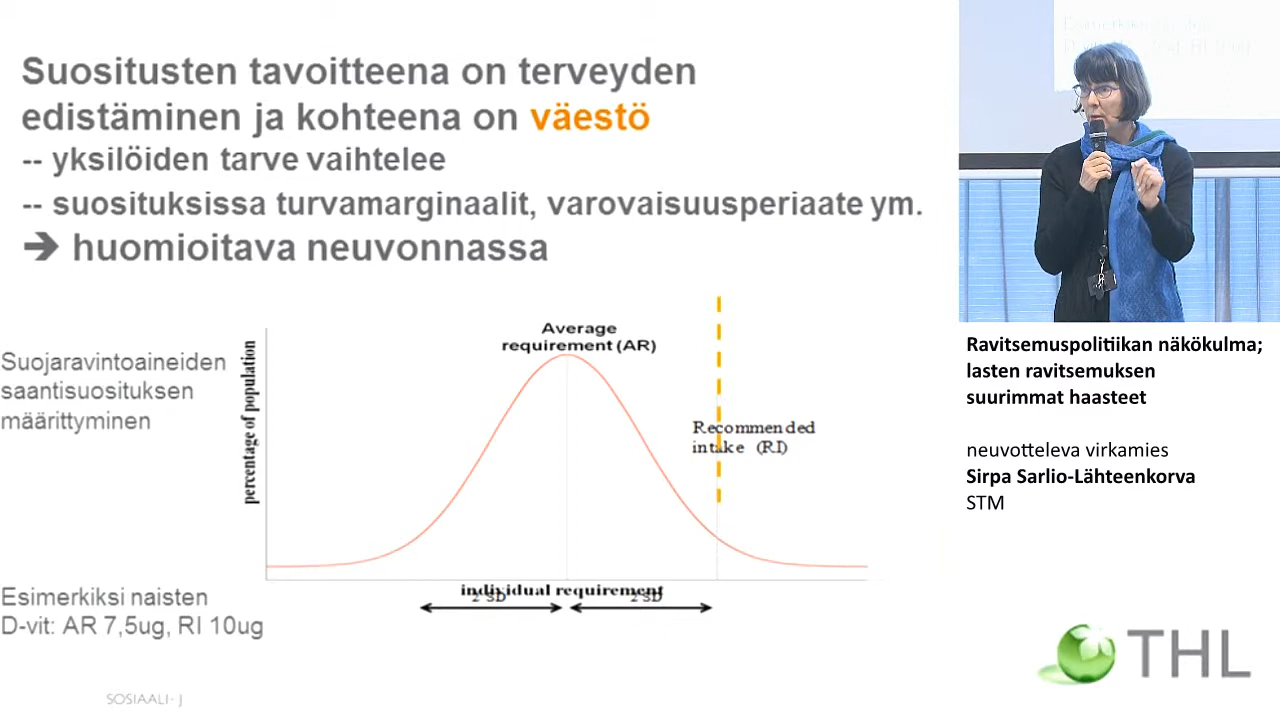 Suositusten tavoitteena on terveyden
edistäminen ja kohteena on väestö
-- yksilöiden tarve vaihtelee
-- suosituksissa turvamarginaalit, varovaisuusperiaate ym.
➔ huomioitava neuvonnassa
Suojaravintoaineiden
saantisuosituksen
määrittyminen
percentage of population
Average
requirement (AR)
Recommended
intake (RI)
individual requirement
2 SD
2 SD
Esimerkiksi naisten
D-vit: AR 7,5ug, RI 10ug
SOSIAALI- J
Ravitsemuspolitiikan näkökulma;
lasten ravitsemuksen
suurimmat haasteet
neuvotteleva virkamies
Sirpa Sarlio-Lähteenkorva
STM
THL